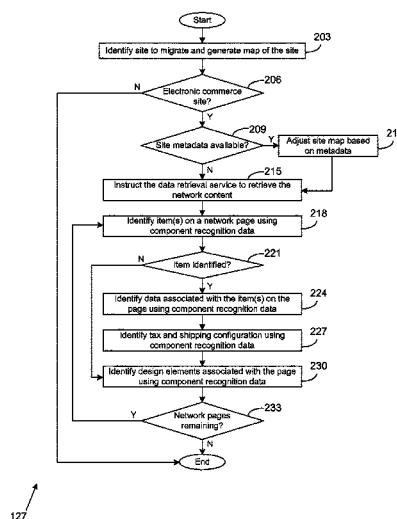 Start
Identify site to migrate and generate map of the site
203
N
Electronic commerce
site?
206
Y
Site metadata available?
209
Y
Adjust site map based
on metadata
21
N
215
Instruct the data retrieval service to retrieve the
network content
Identify item(s) on a network page using
component recognition data
218
N
Item identified?
221
Y
Identify data associated with the item(s) on the
page using component recognition data
224
Identify tax and shipping configuration using
component recognition data
227
Identify design elements associated with the page
using component recognition data
230
Y
Network pages
remaining?
233
N
End
127